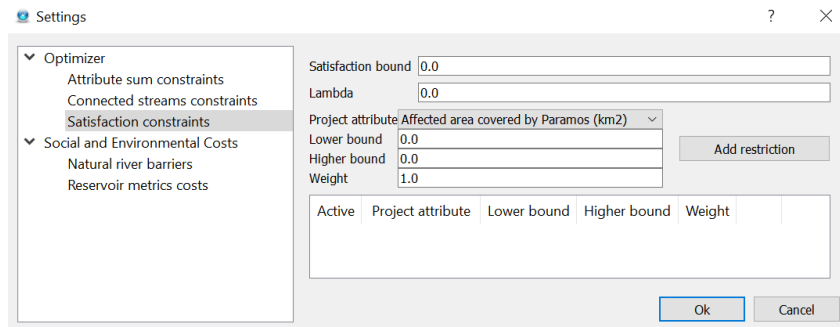 Settings
?
Optimizer
Attribute sum constraints
Connected streams constraints
Satisfaction constraints
Social and Environmental Costs
Natural river barriers
Reservoir metrics costs
Satisfaction bound 0.0
Lambda 0.0
Project attribute Affected area covered by Paramos (km2)
Lower bound 0.0
Higher bound 0.0
Weight 1.0
Add restriction
Active Project attribute Lower bound Higher bound Weight
Ok Cancel